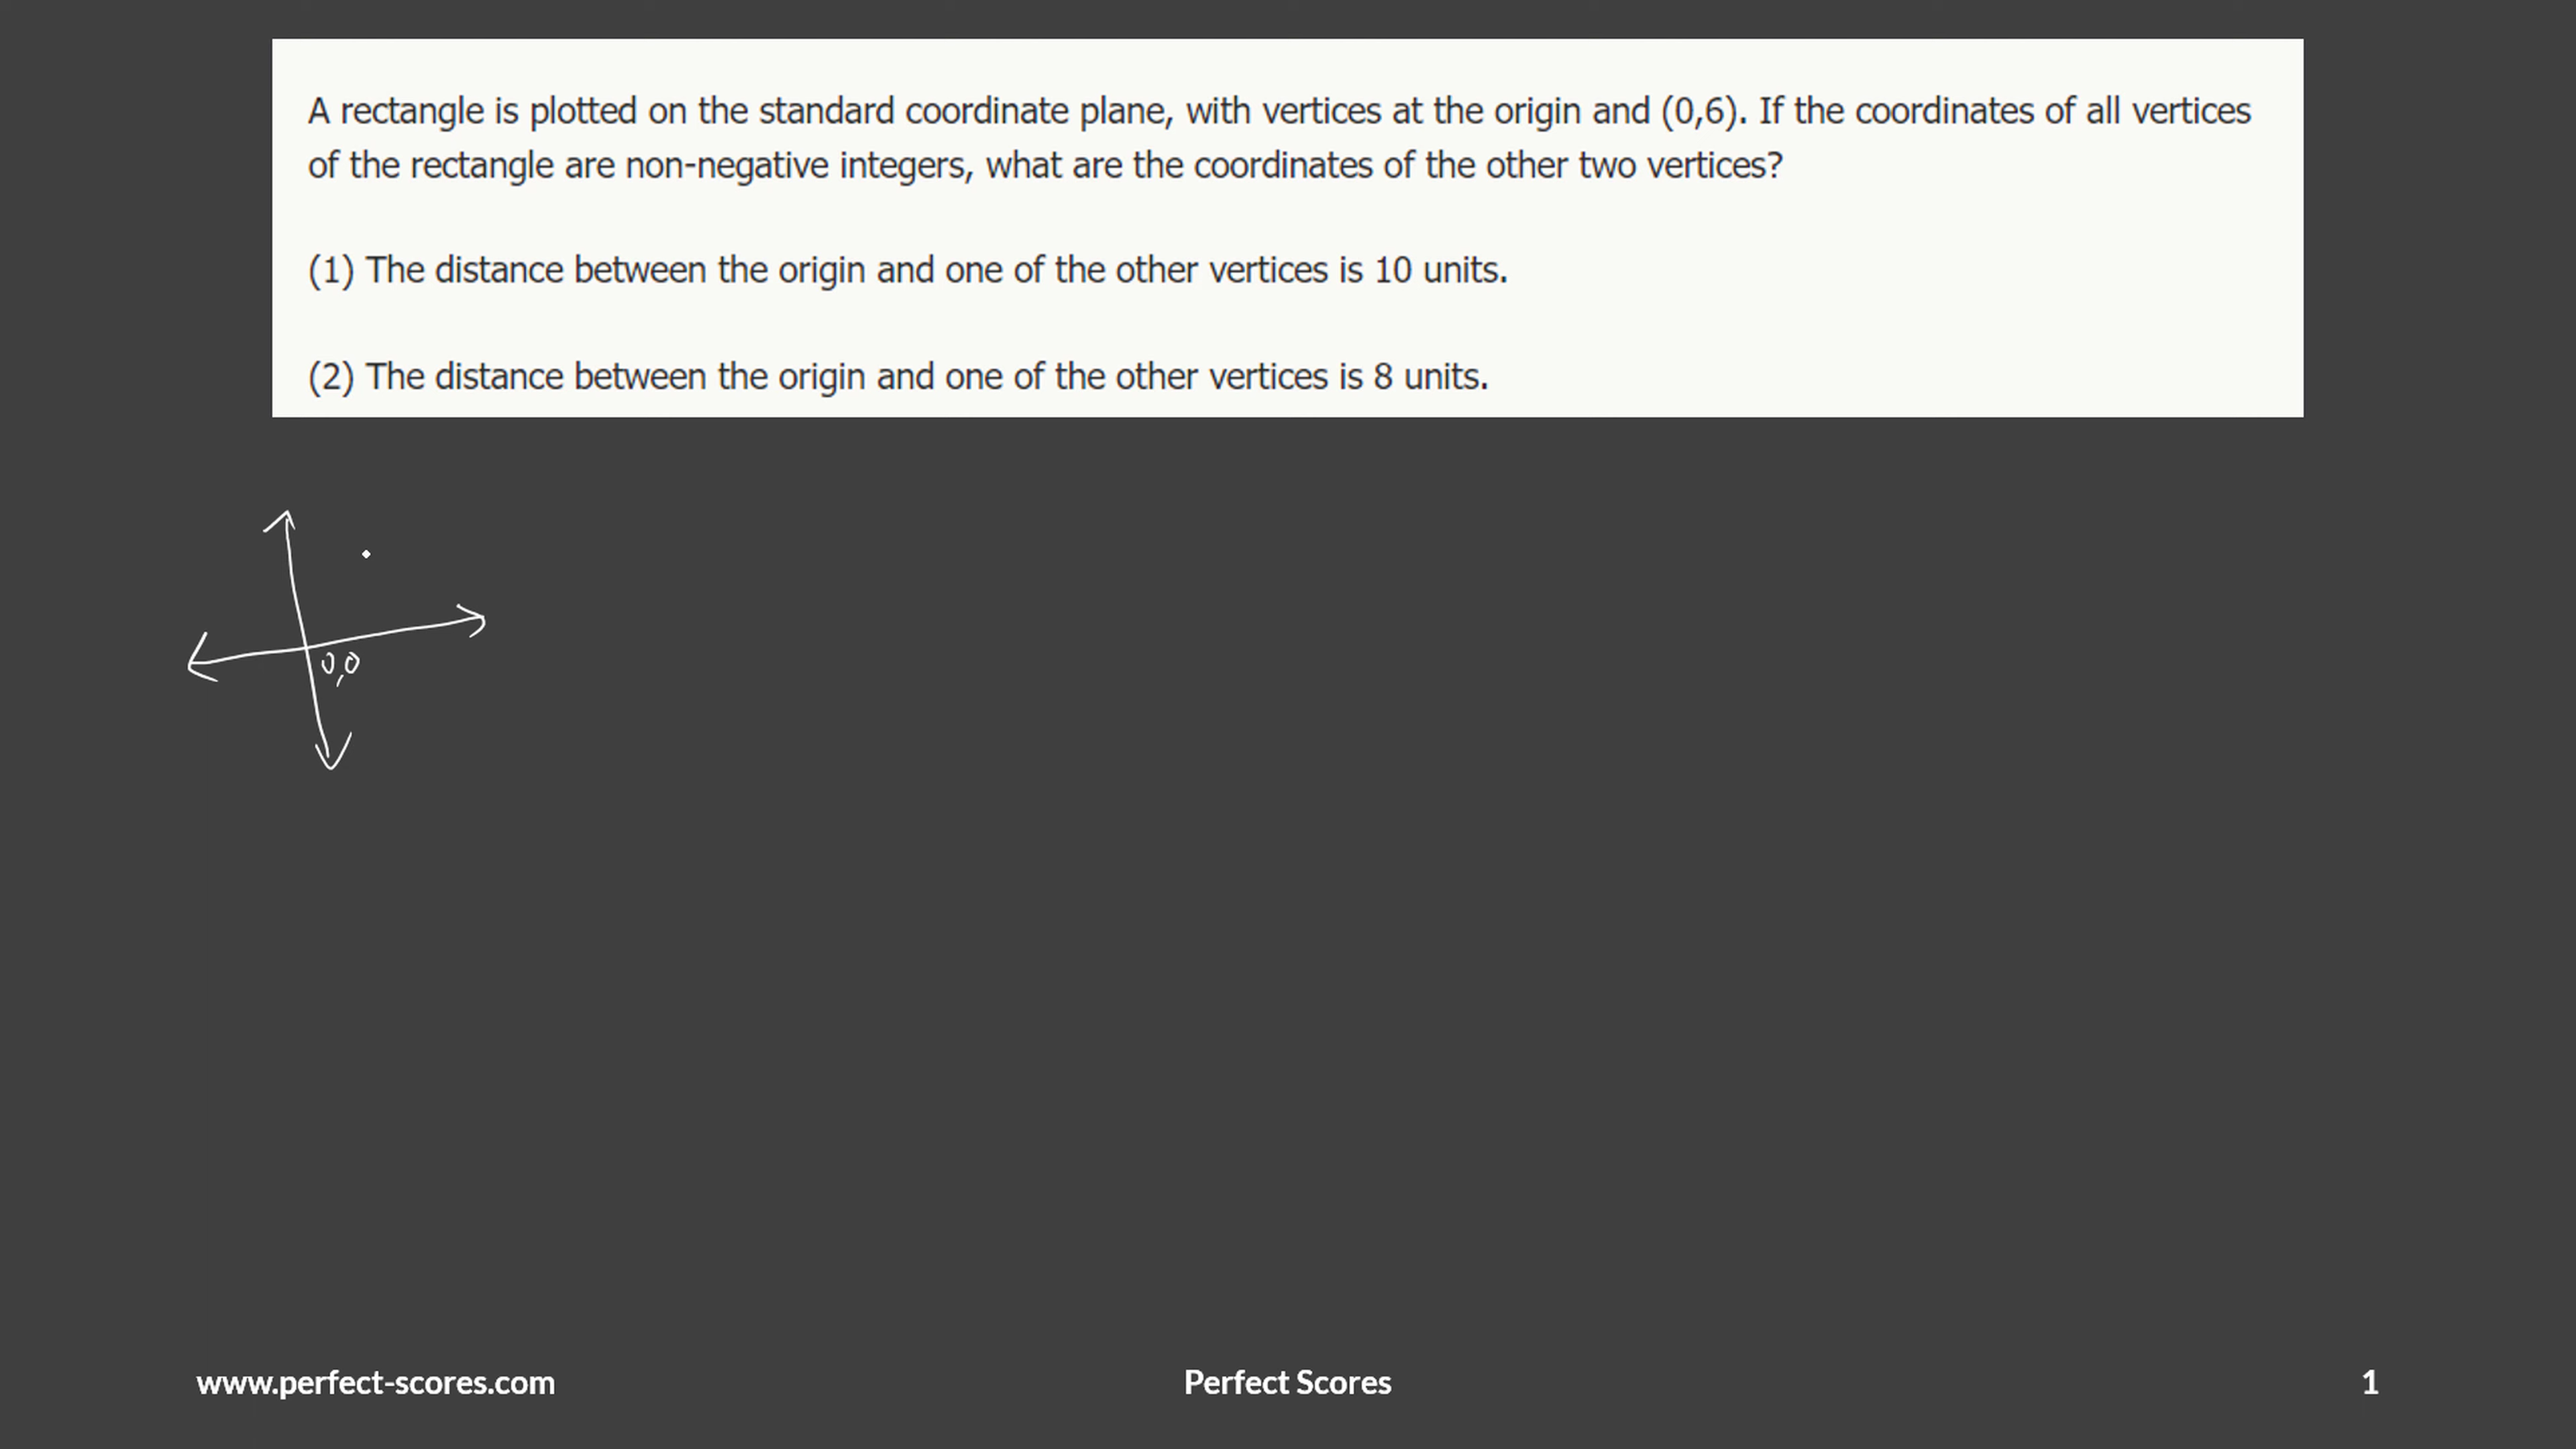 A rectangle is plotted on the standard coordinate plane, with vertices at the origin and (0,6). If the coordinates of all vertices
of the rectangle are non-negative integers, what are the coordinates of the other two vertices?
(1) The distance between the origin and one of the other vertices is 10 units.
(2) The distance between the origin and one of the other vertices is 8 units.
0,0
www.perfect-scores.com
Perfect Scores
1